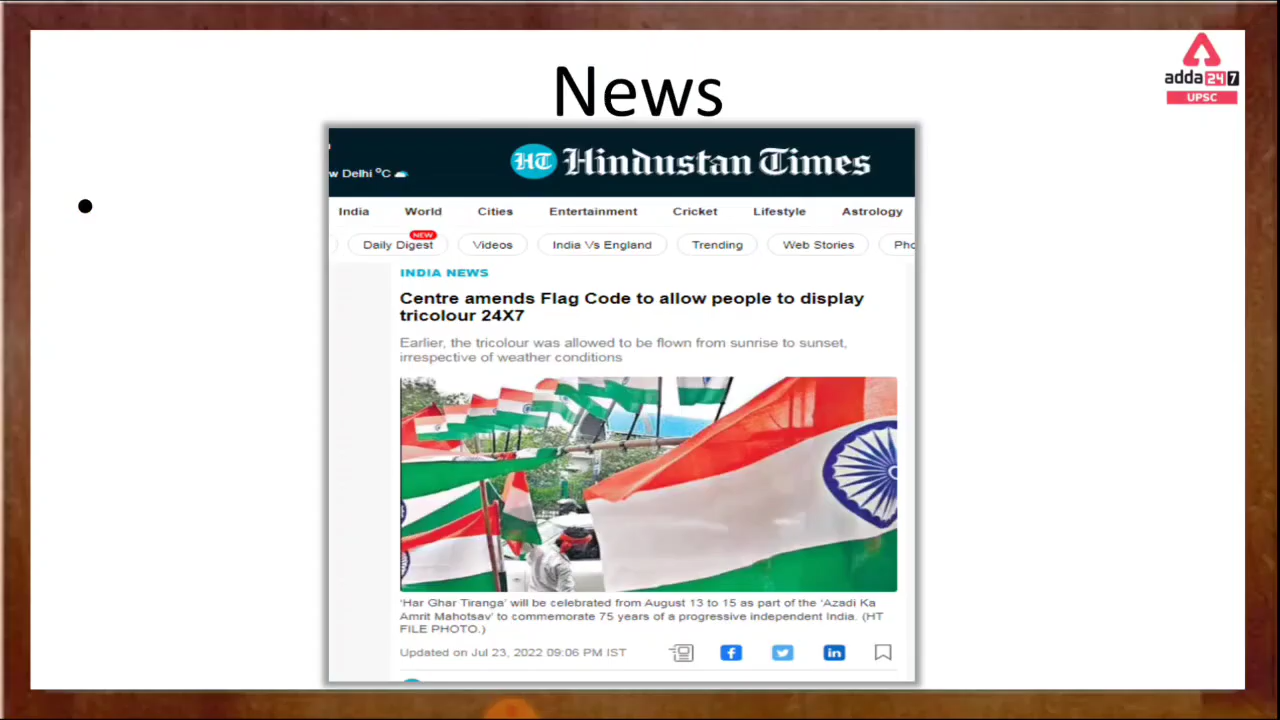 News
adda247
UPSC
HT Hindustan Times
w Delhi °C
India World Cities Entertainment Cricket Lifestyle Astrology
NEW
Daily Digest Videos India Vs England Trending Web Stories Pho
INDIA NEWS
Centre amends Flag Code to allow people to display
tricolour 24X7
Earlier, the tricolour was allowed to be flown from sunrise to sunset,
irrespective of weather conditions
‘Har Ghar Tiranga’ will be celebrated from August 13 to 15 as part of the ‘Azadi Ka
Amrit Mahotsav’ to commemorate 75 years of a progressive independent India. (HT
FILE PHOTO.)
Updated on Jul 23, 2022 09:06 PM IST
f in